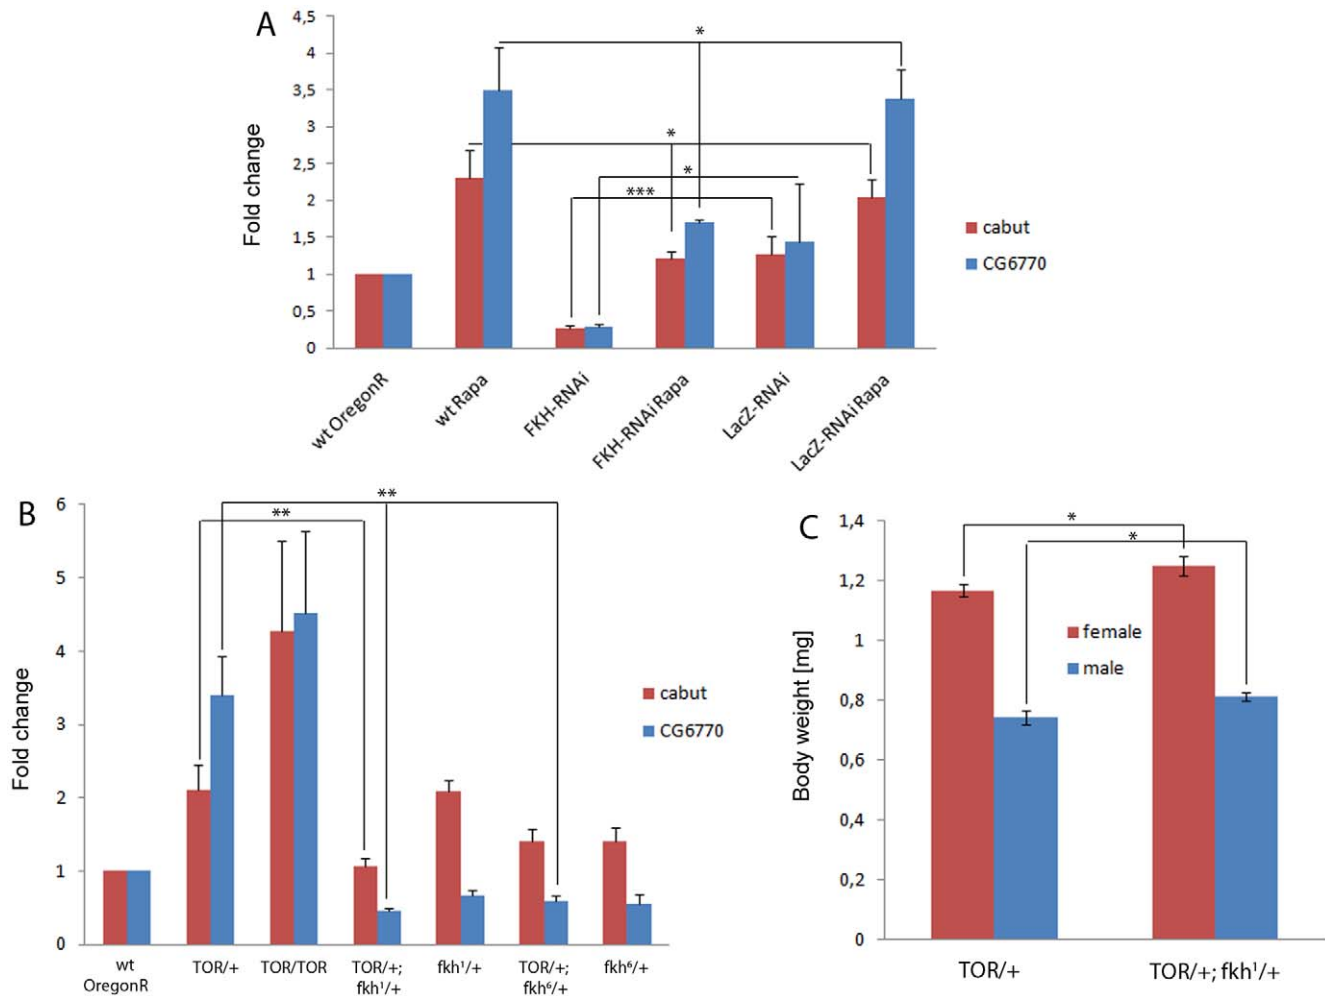 A
Fold change
4,5
4
3,5
3
2,5
2
1,5
1
0,5
0
*
*
*
***
cabut
CG6770
wt OregonR
wt Rapa
FKH-RNAi
FKH-RNAi Rapa
LacZ-RNAi
LacZ-RNAi Rapa
B
Fold change
6
5
4
3
2
1
0
**
**
cabut
CG6770
wt
OregonR
TOR/+
TOR/TOR
TOR/+;
fkh¹/+
fkh¹/+
TOR/+;
fkh⁶/+
fkh⁶/+
C
Body weight [mg]
1,4
1,2
1
0,8
0,6
0,4
0,2
0
*
*
female
male
TOR/+
TOR/+; fkh¹/+